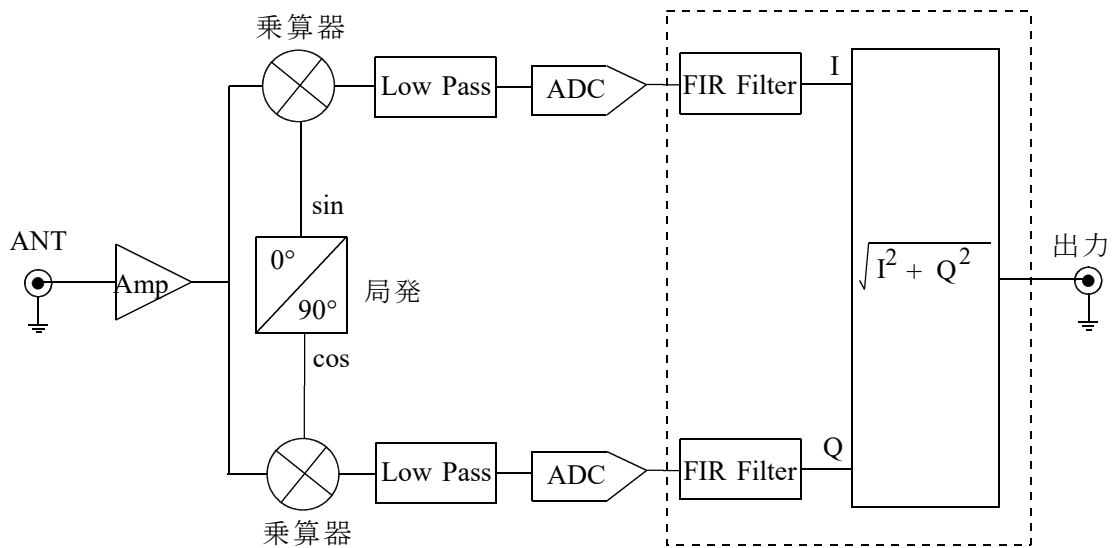 乗算器
Low Pass
ADC
FIR Filter
I
sin
ANT
Amp
0°
90°
局発
cos
√I² + Q²
出力
Low Pass
ADC
FIR Filter
Q
乗算器